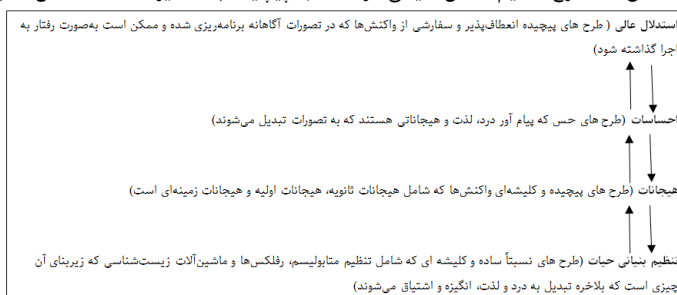 استدلال عالی ( طرح های پیچیده انعطاف‌پذیر و سفارشی از واکنش‌ها که در تصورات آگاهانه برنامه‌ریزی شده و ممکن است به‌صورت رفتار به
اجرا گذاشته شود)
احساسات (طرح های حس که پیام آور درد، لذت و هیجاناتی هستند که به تصورات تبدیل می‌شوند)
هیجانات (طرح های پیچیده و کلیشه‌ای واکنش‌ها که شامل هیجانات ثانویه، هیجانات اولیه و هیجانات زمینه‌ای است)
تنظیم بنیانی حیات (طرح های نسبتاً ساده و کلیشه ای که شامل تنظیم متابولیسم، رفلکس‌ها و ماشین‌آلات زیست‌شناسی که زیربنای آن
چیزی است که بلاخره تبدیل به درد و لذت، انگیزه و اشتیاق می‌شوند)